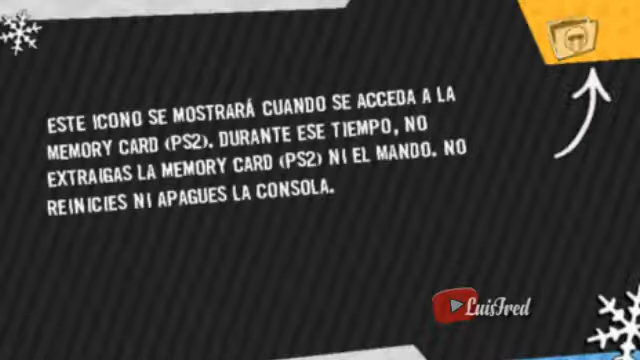 ESTE ICONO SE MOSTRARÁ CUANDO SE ACCEDA A LA
MEMORY CARD (PS2). DURANTE ESE TIEMPO, NO
EXTRAIGAS LA MEMORY CARD (PS2) NI EL MANDO. NO
REINICIES NI APAGUES LA CONSOLA.
LuisFred